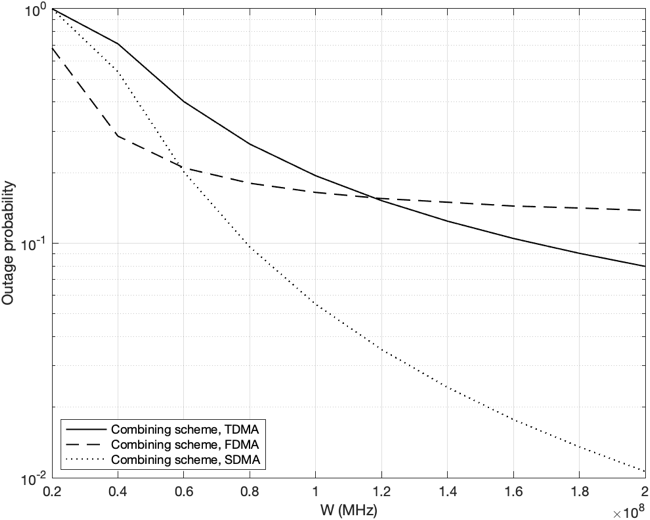 10^0
10^-1
10^-2
Outage probability
Combining scheme, TDMA
Combining scheme, FDMA
Combining scheme, SDMA
0.2 0.4 0.6 0.8 1 1.2 1.4 1.6 1.8 2
W (MHz)
×10^8